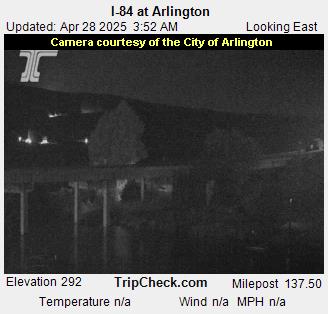 I-84 at Arlington
Updated: Apr 28 2025 3:52 AM Looking East
Camera courtesy of the City of Arlington
Elevation 292 TripCheck.com Milepost 137.50
Temperature n/a Wind n/a MPH n/a